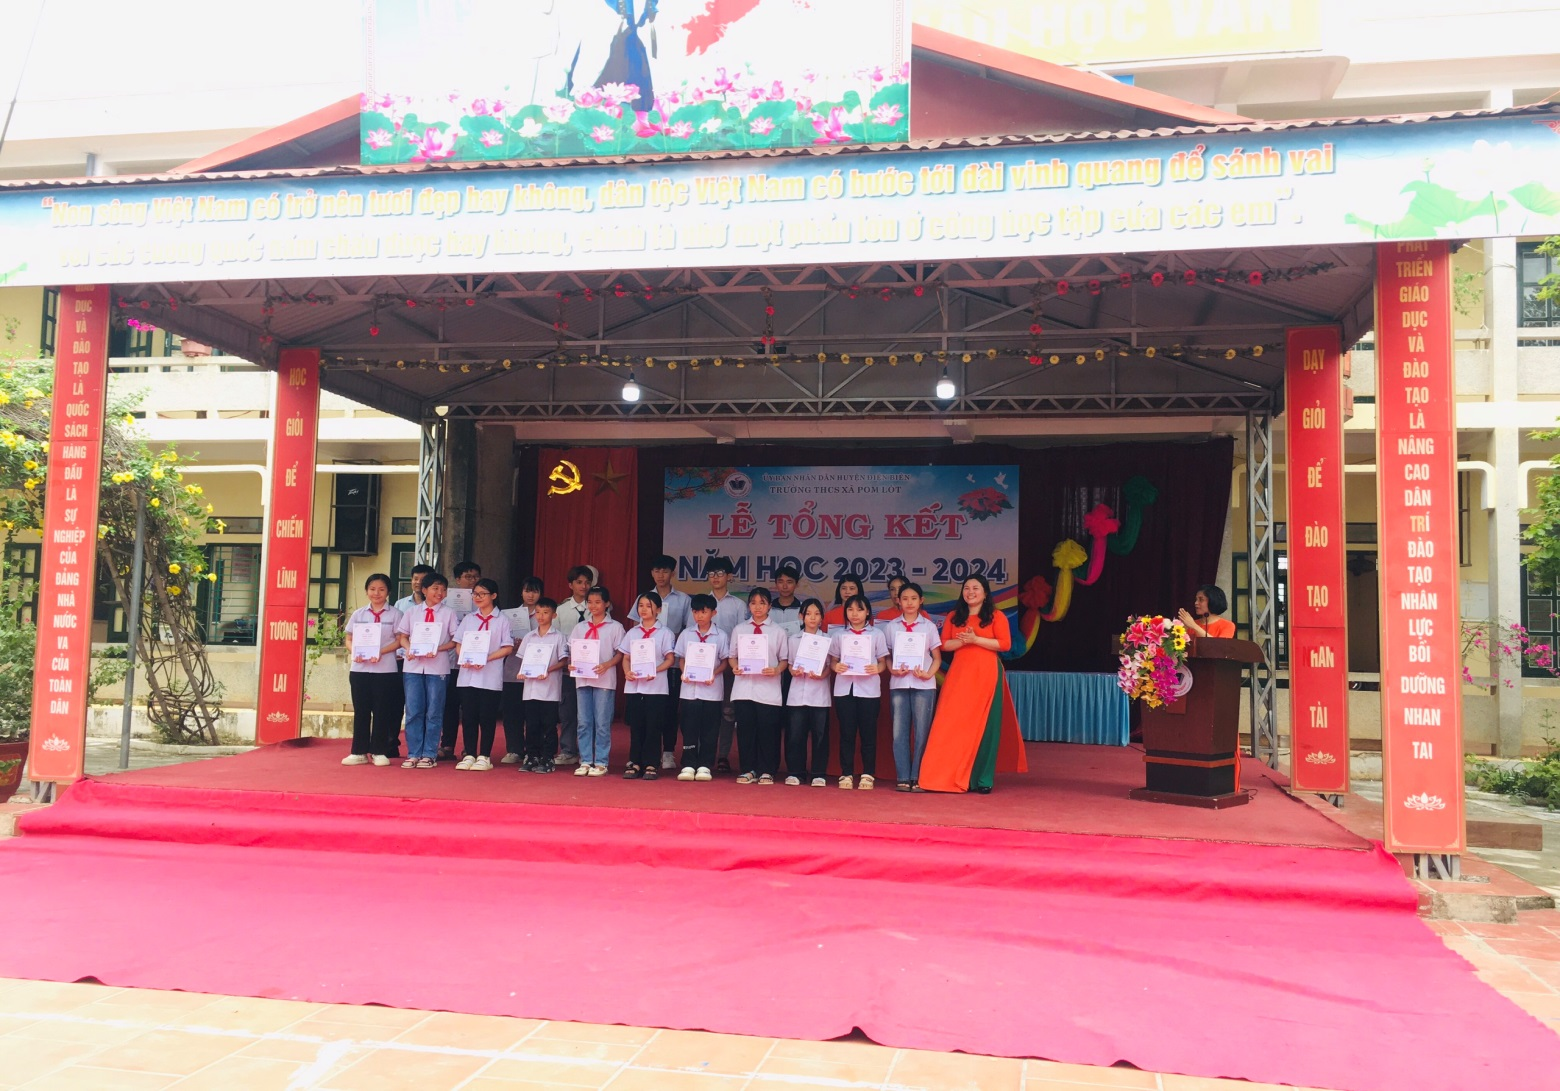 HỌC VẤN
"Non sông Việt Nam có trở nên tươi đẹp hay không, dân tộc Việt Nam có bước tới đài vinh quang để sánh vai
với các cường quốc năm châu được hay không, chính là nhờ một phần lớn ở công học tập của các em".
DỤC
VÀ
ĐÀO
TẠO
LÀ
QUỐC
SÁCH
HÀNG
ĐẦU
LÀ
SỰ
NGHIỆP
CỦA
ĐẢNG
NHÀ
NƯỚC
VÀ
CỦA
TOÀN
DÂN
HỌC
GIỎI
ĐỂ
CHIẾM
LĨNH
TƯƠNG
LAI
ỦY BAN NHÂN DÂN HUYỆN ĐIỆN BIÊN
TRƯỜNG THCS XÃ POM LÓT
LỄ TỔNG KẾT
NĂM HỌC 2023 - 2024
DẠY
GIỎI
ĐỂ
ĐÀO
TẠO
NHÂN
TÀI
PHÁT
TRIỂN
GIÁO
DỤC
VÀ
ĐÀO
TẠO
LÀ
NÂNG
CAO
DÂN
TRÍ
ĐÀO
TẠO
NHÂN
LỰC
BỒI
DƯỠNG
NHAN
TAI